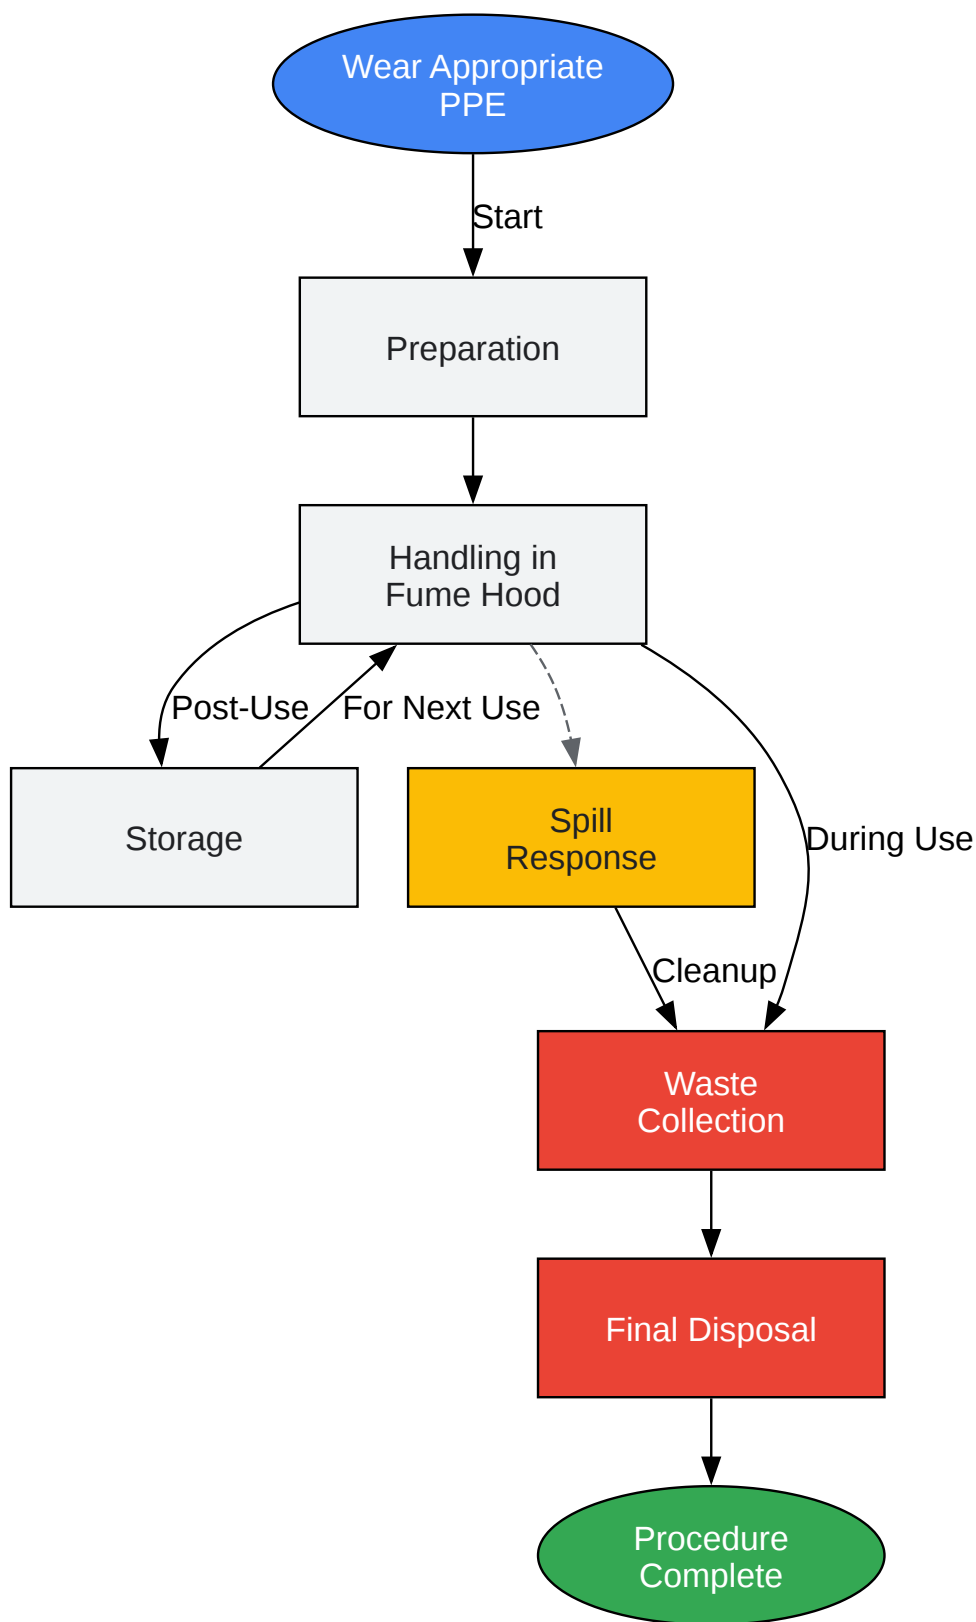 Wear Appropriate
PPE
Start
Preparation
Handling in
Fume Hood
Post-Use
For Next Use
Storage
Spill
Response
During Use
Cleanup
Waste
Collection
Final Disposal
Procedure
Complete